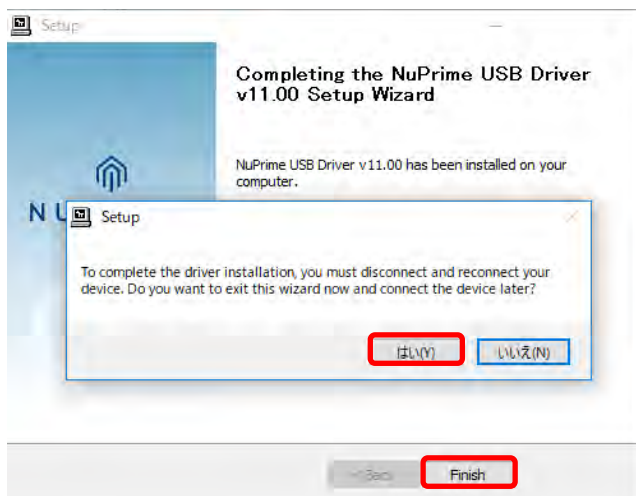 Setup
Completing the NuPrime USB Driver
v11.00 Setup Wizard
NuPrime USB Driver v11.00 has been installed on your
computer.
N U
Setup
To complete the driver installation, you must disconnect and reconnect your
device. Do you want to exit this wizard now and connect the device later?
はい(Y)
いいえ(N)
< Back
Finish